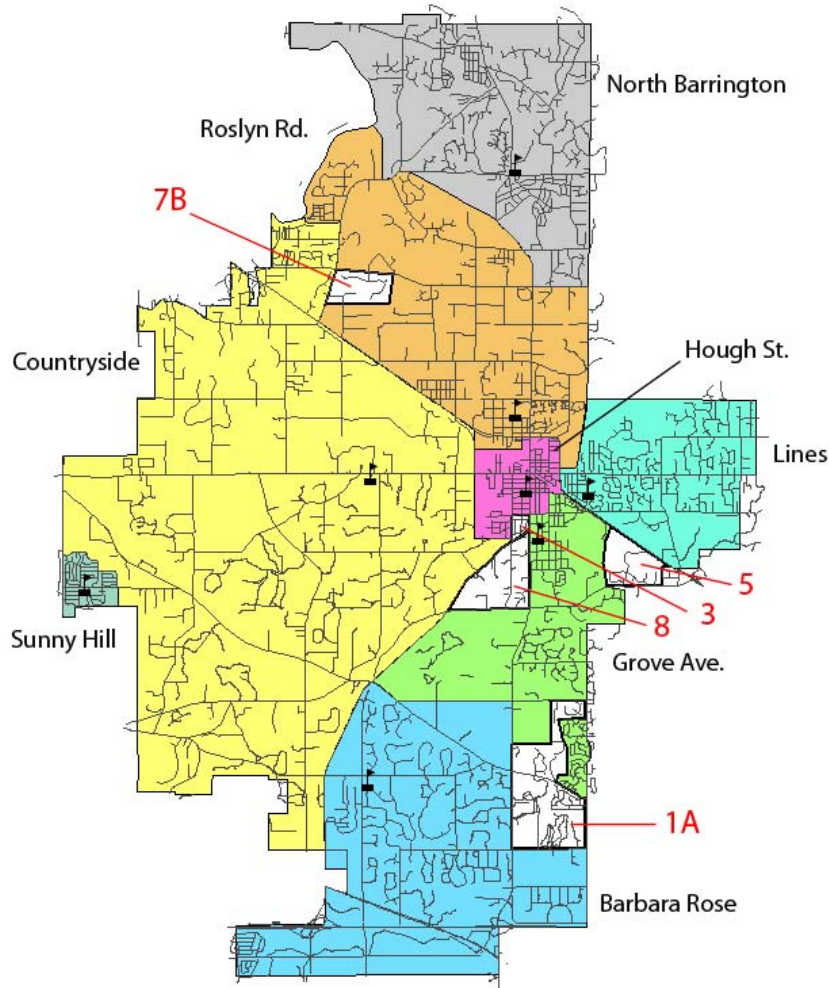 North Barrington
Roslyn Rd.
7B
Hough St.
Countryside
Lines
5
3
8
Sunny Hill
Grove Ave.
1A
Barbara Rose